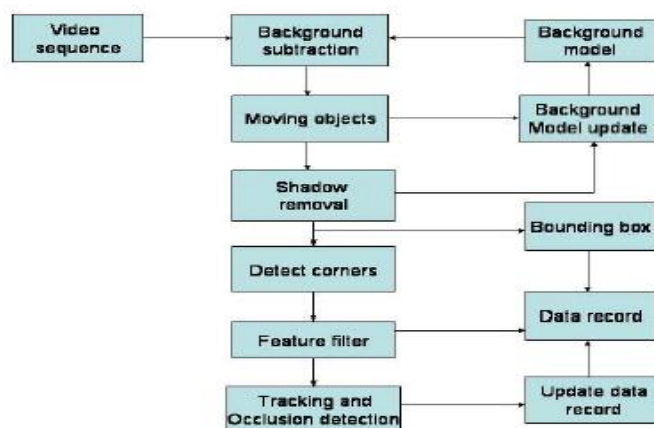 Video
sequence
Background
subtraction
Background
model
Moving objects
Background
Model update
Shadow
removal
Bounding box
Detect corners
Data record
Feature filter
Tracking and
Occlusion detection
Update data
record